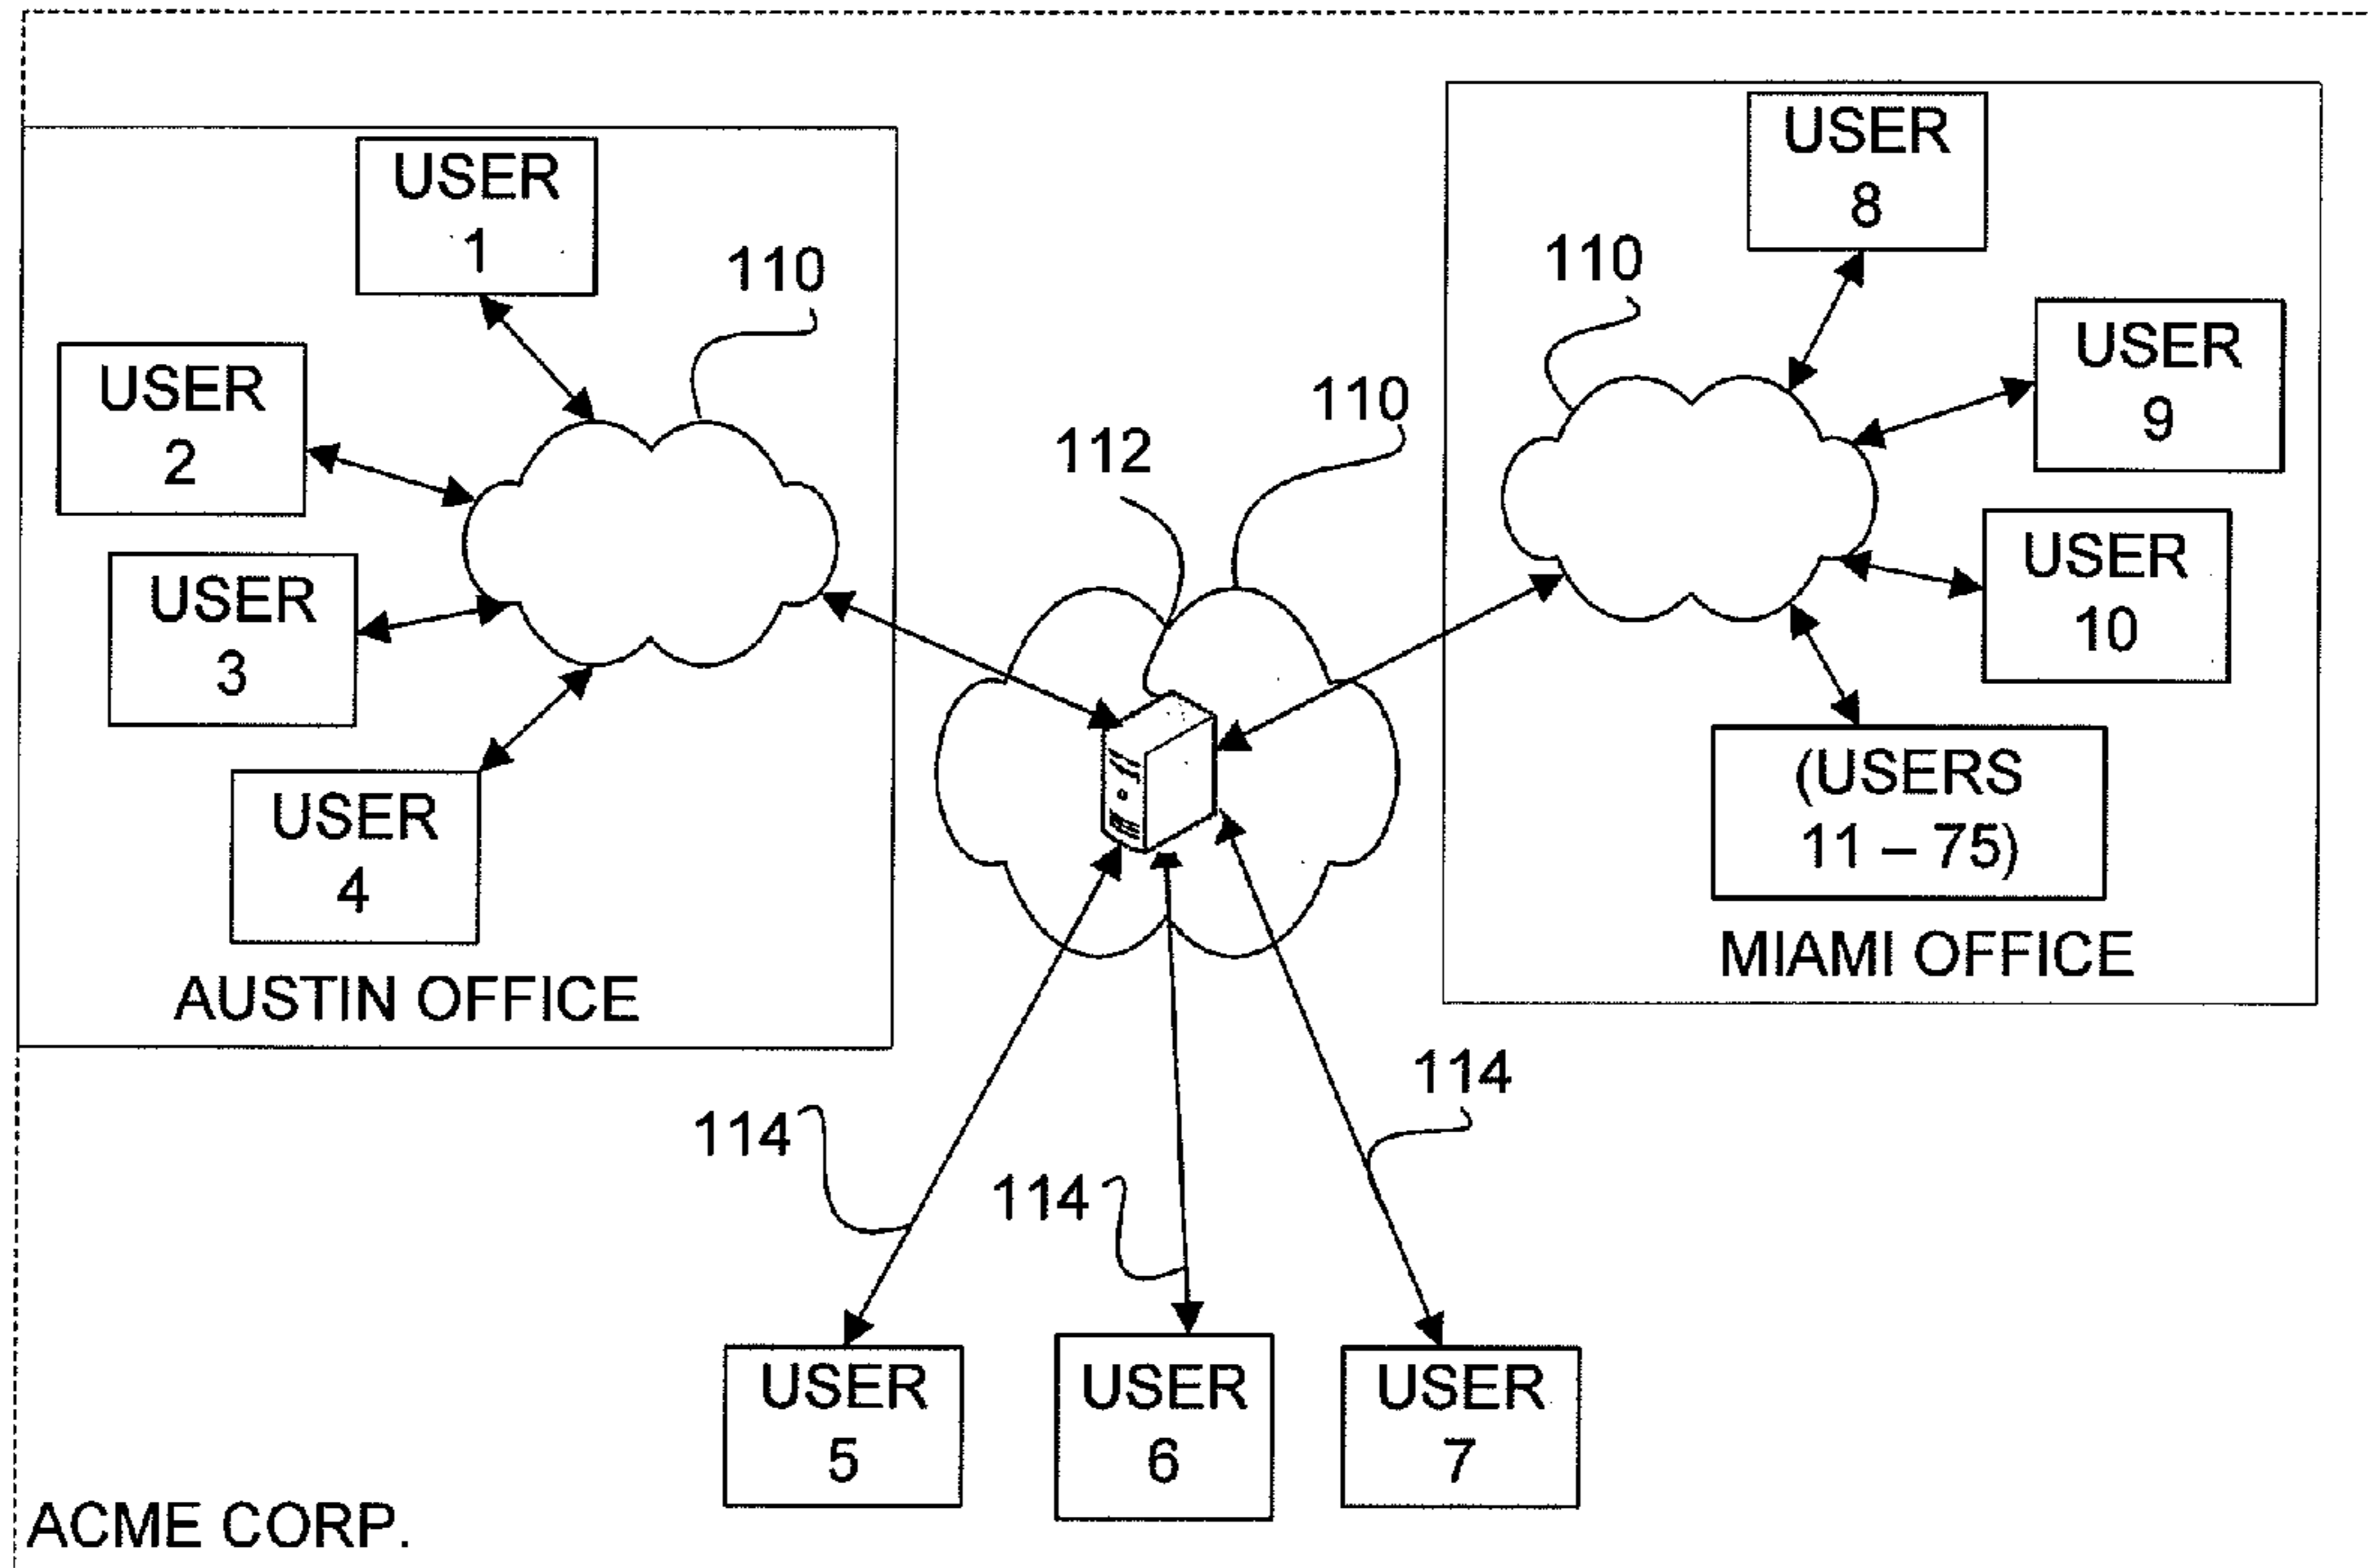 USER
1
110
USER
2
USER
3
USER
4
AUSTIN OFFICE
112
110
110
USER
8
USER
9
USER
10
(USERS
11 – 75)
MIAMI OFFICE
114
114
114
USER
5
USER
6
USER
7
ACME CORP.